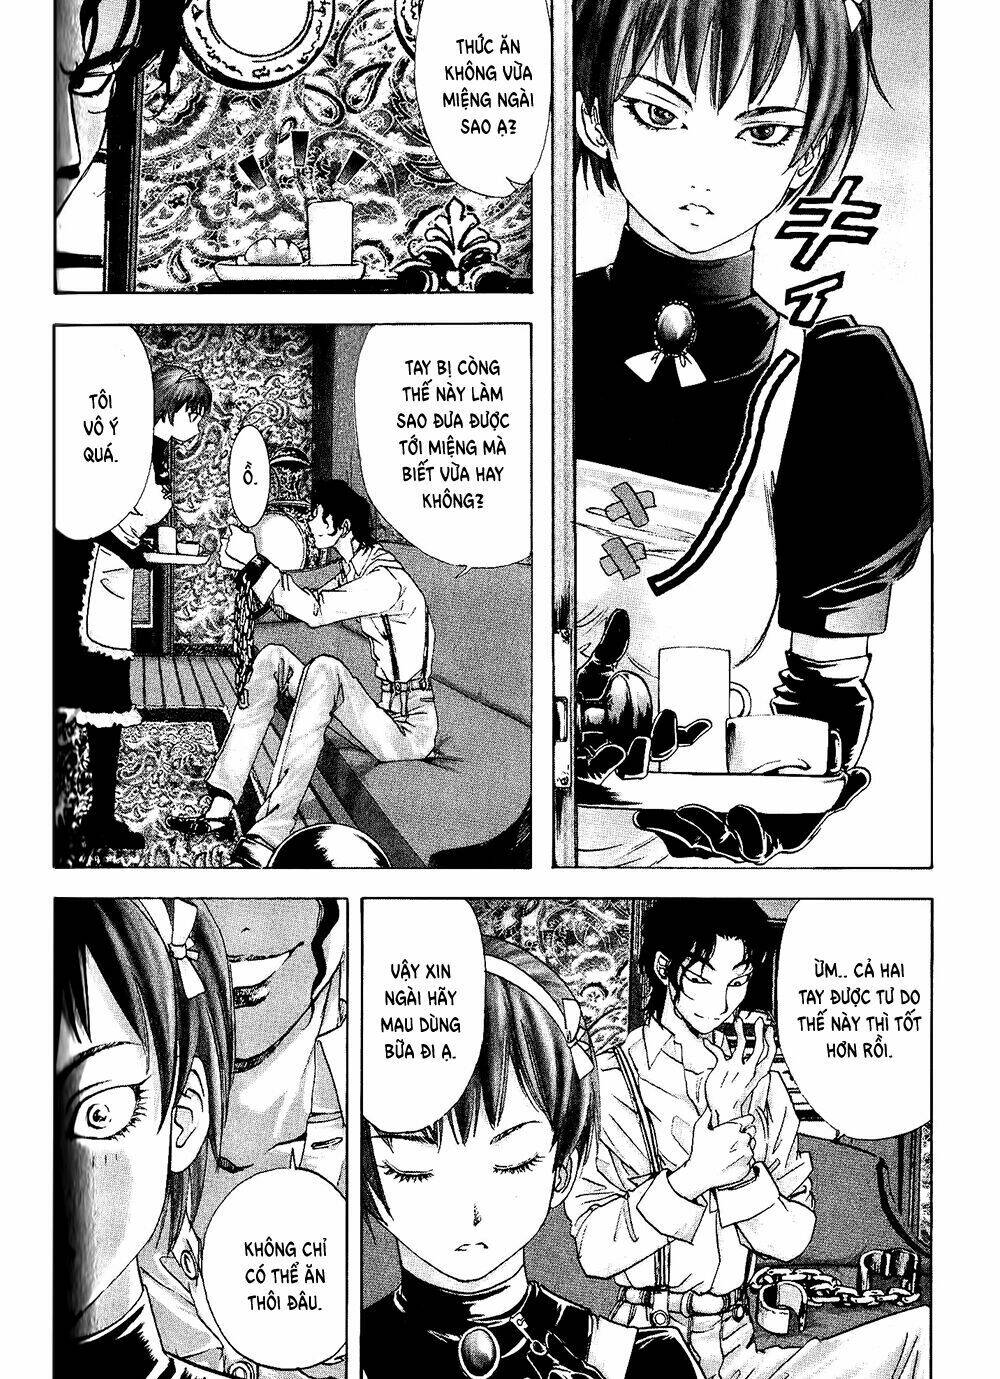 キィ
THỨC ĂN
KHÔNG VỪA
MIỆNG NGÀI
SAO Ạ?
TAY BỊ CÒNG
THẾ NÀY LÀM
SAO ĐƯA ĐƯỢC
TỚI MIỆNG MÀ
BIẾT VỪA HAY
KHÔNG?
Ồ.
TÔI
VÔ Ý
QUÁ.
ỪM.. CẢ HAI
TAY ĐƯỢC TỰ DO
THẾ NÀY THÌ TỐT
HƠN RỒI.
VẬY XIN
NGÀI HÃY
MAU DÙNG
BỮA ĐI Ạ.
KHÔNG CHỈ
CÓ THỂ ĂN
THÔI ĐÂU.